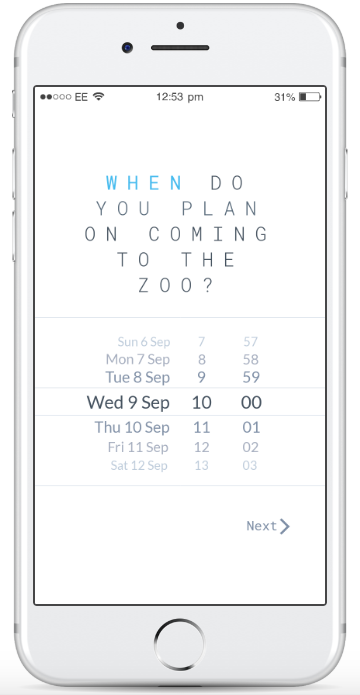 EE 12:53 pm 31%
WHEN DO
YOU PLAN
ON COMING
TO THE
ZOO?
Sun 6 Sep 7 57
Mon 7 Sep 8 58
Tue 8 Sep 9 59
Wed 9 Sep 10 00
Thu 10 Sep 11 01
Fri 11 Sep 12 02
Sat 12 Sep 13 03
Next